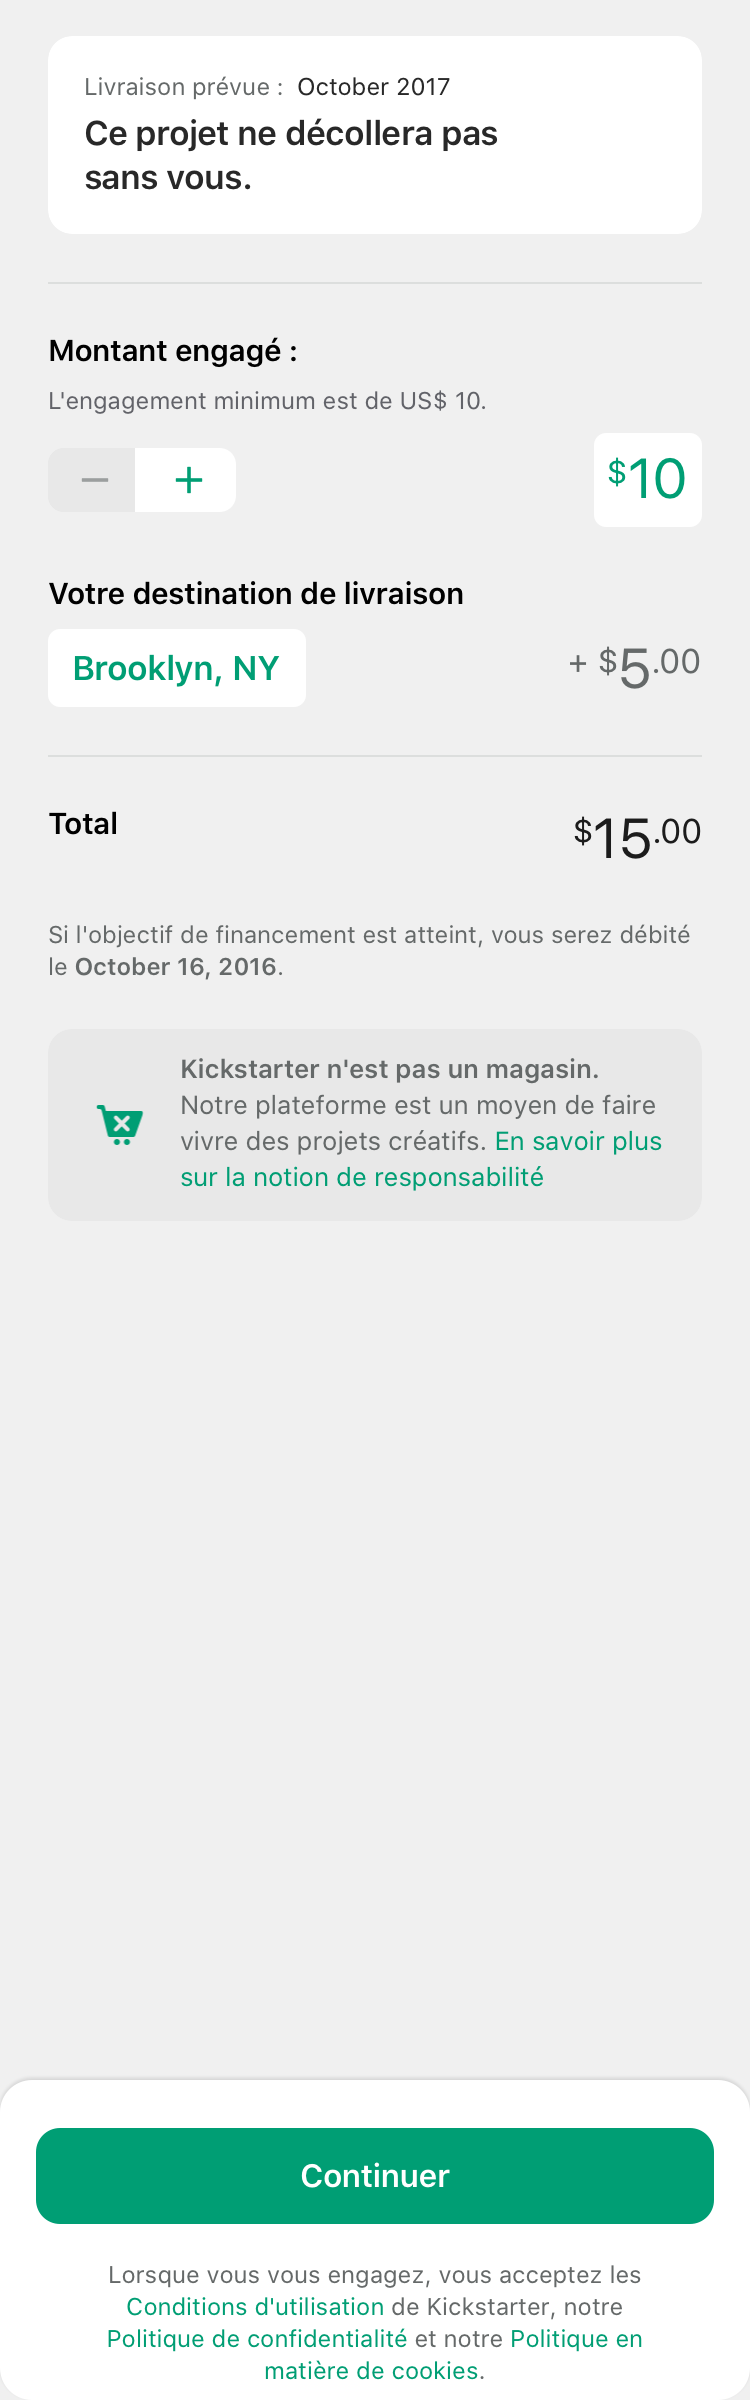 Livraison prévue : October 2017
Ce projet ne décollera pas
sans vous.
Montant engagé :
L'engagement minimum est de US$ 10.
− + $10
Votre destination de livraison
Brooklyn, NY + $5.00
Total $15.00
Si l'objectif de financement est atteint, vous serez débité
le October 16, 2016.
Kickstarter n'est pas un magasin.
Notre plateforme est un moyen de faire
vivre des projets créatifs. En savoir plus
sur la notion de responsabilité
Continuer
Lorsque vous vous engagez, vous acceptez les
Conditions d'utilisation de Kickstarter, notre
Politique de confidentialité et notre Politique en
matière de cookies.